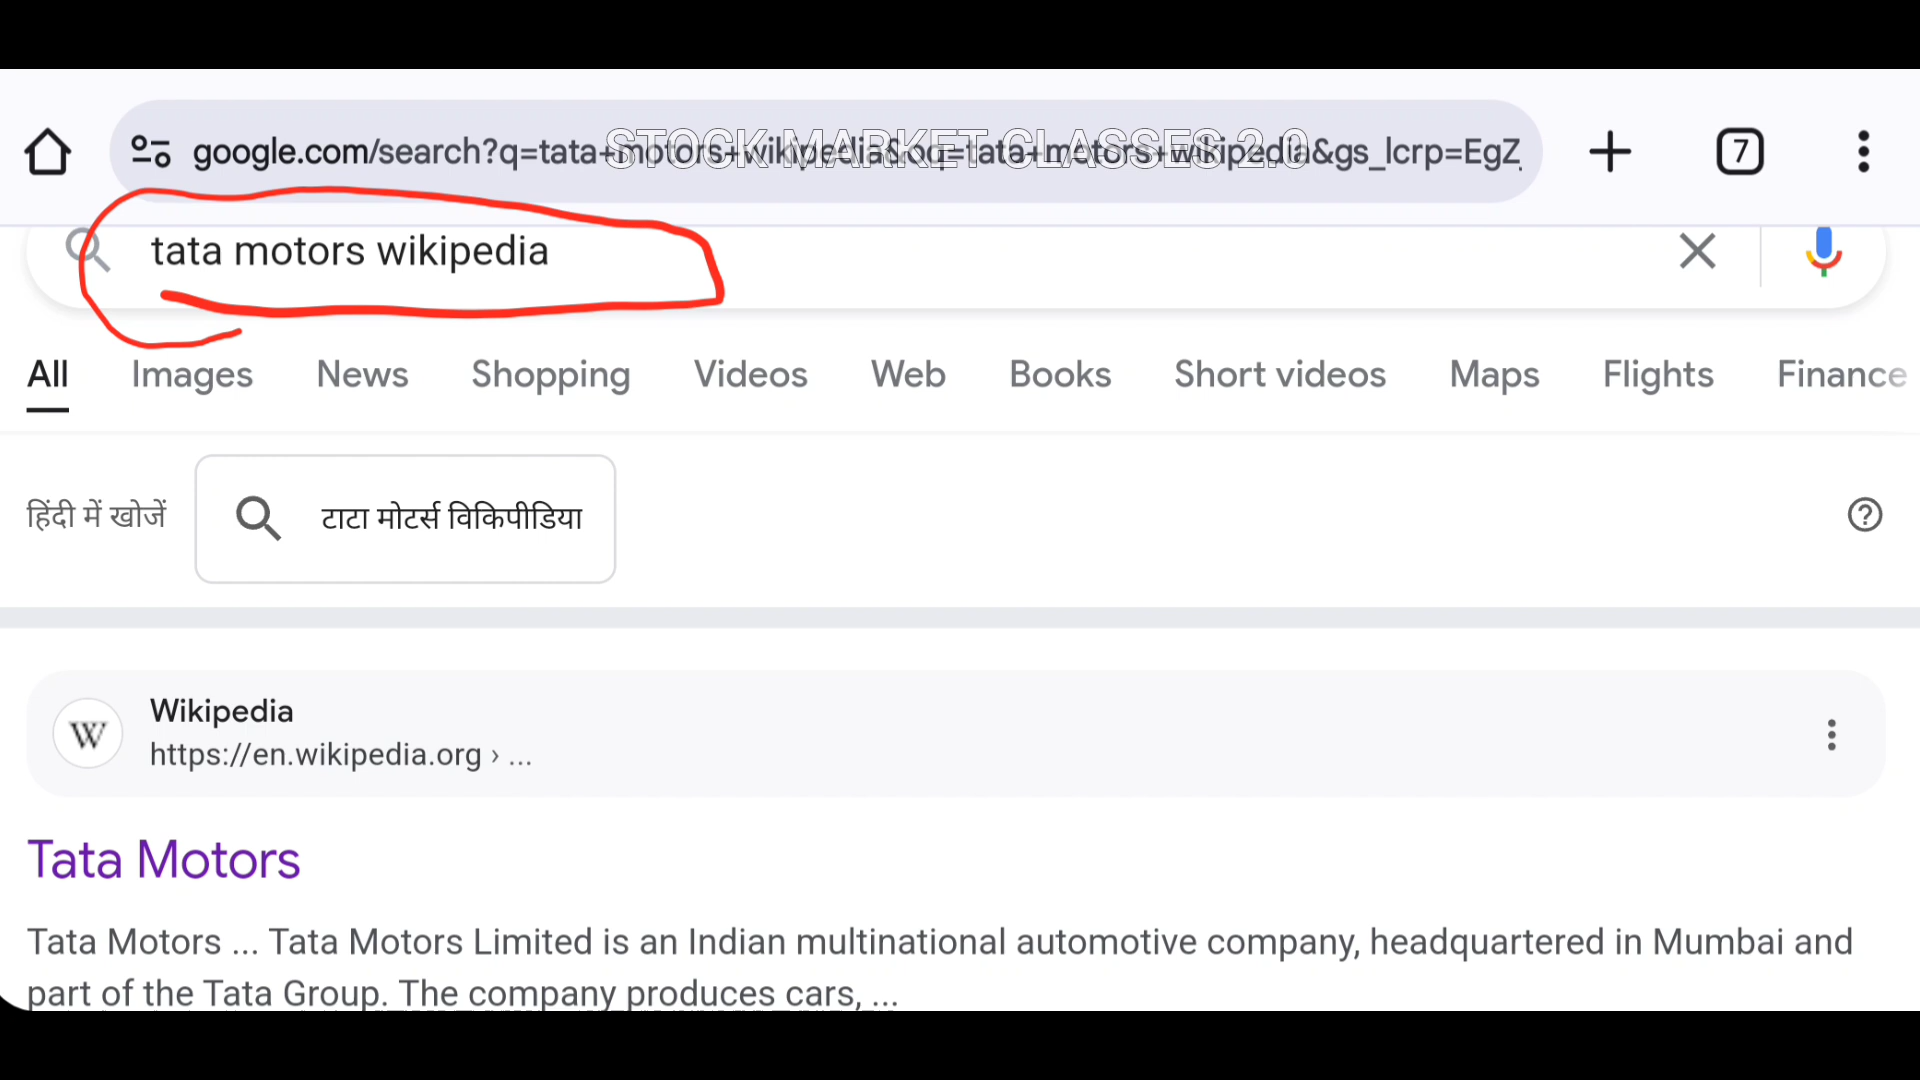 STOCK MARKET CLASSES 2.0
google.com/search?q=tata+motors+wikipedia&oq=tata+motors+wikipedia&gs_lcrp=EgZ
7
tata motors wikipedia
All Images News Shopping Videos Web Books Short videos Maps Flights Finance
हिंदी में खोजें टाटा मोटर्स विकिपीडिया
Wikipedia
https://en.wikipedia.org › ...
Tata Motors
Tata Motors ... Tata Motors Limited is an Indian multinational automotive company, headquartered in Mumbai and
part of the Tata Group. The company produces cars, ...